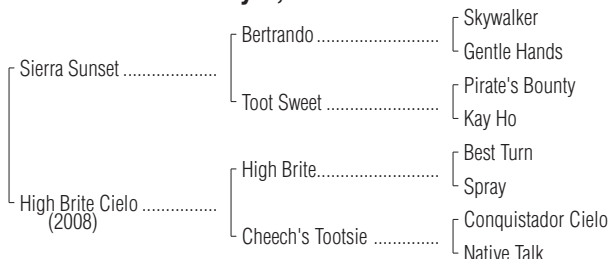 Skywalker
Bertrando ..........................
Gentle Hands
Sierra Sunset ....................
Pirate's Bounty
Toot Sweet ........................
Kay Ho
Best Turn
High Brite..........................
Spray
High Brite Cielo ................
(2008)
Conquistador Cielo
Cheech's Tootsie ..............
Native Talk